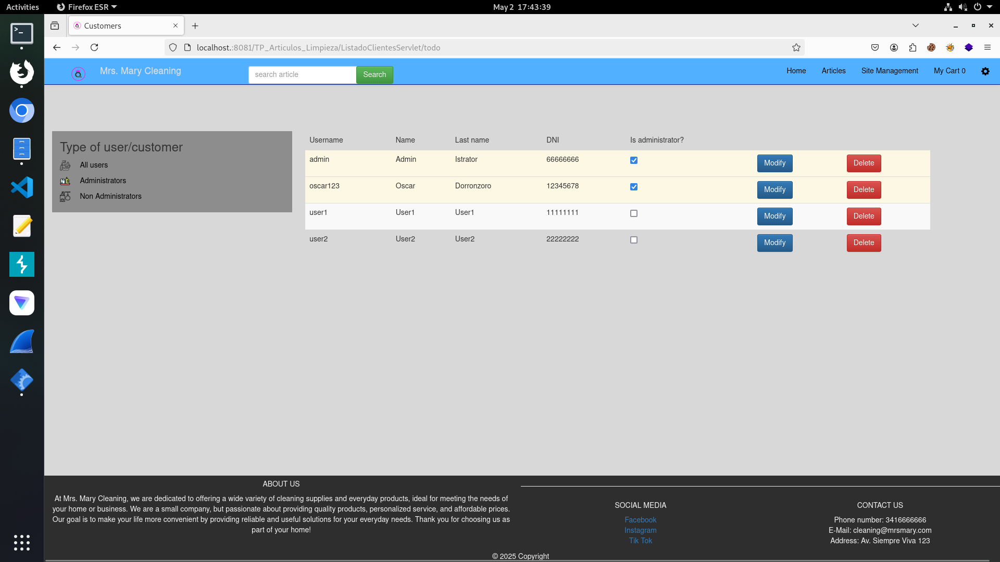 Activities
Firefox ESR
May 2 17:43:39
Customers
localhost.:8081/TP_Articulos_Limpieza/ListadoClientesServlet/todo
Mrs. Mary Cleaning
search article
Search
Home
Articles
Site Management
My Cart 0
Type of user/customer
All users
Administrators
Non Administrators
Username Name Last name DNI Is administrator?
admin Admin Istrator 66666666 Modify Delete
oscar123 Oscar Dorronzoro 12345678 Modify Delete
user1 User1 User1 11111111 Modify Delete
user2 User2 User2 22222222 Modify Delete
ABOUT US
At Mrs. Mary Cleaning, we are dedicated to offering a wide variety of cleaning supplies and everyday products, ideal for meeting the needs of
your home or business. We are a small company, but passionate about providing quality products, personalized service, and affordable prices.
Our goal is to make your life more convenient by providing reliable and useful solutions for your everyday needs. Thank you for choosing us as
part of your home!
SOCIAL MEDIA
Facebook
Instagram
Tik Tok
CONTACT US
Phone number: 3416666666
E-Mail: cleaning@mrsmary.com
Address: Av. Siempre Viva 123
© 2025 Copyright